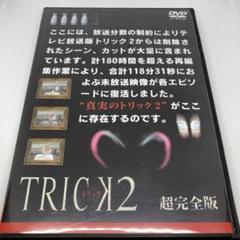 DVD
VIDEO
ここには、放送分数の制約によりテ
レビ放送版トリック2からは削除さ
れたシーン、カットが大量に含まれ
ています。計180時間を超える再編
集作業により、合計118分31秒にお
よぶ未放送映像が各エピソ
ードに復活しました。
“真実のトリック2”がここ
に存在するのです。
TRICK2
トリック
超完全版